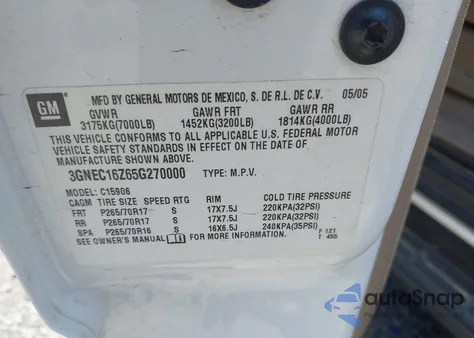 GM
MFD BY GENERAL MOTORS DE MEXICO, S. DE R.L. DE C.V. 05/05
GVWR GAWR FRT GAWR RR
3175KG(7000LB) 1452KG(3200LB) 1814KG(4000LB)
THIS VEHICLE CONFORMS TO ALL APPLICABLE U.S. FEDERAL MOTOR
VEHICLE SAFETY STANDARDS IN EFFECT ON THE DATE OF
MANUFACTURE SHOWN ABOVE.
3GNEC16Z65G270000 TYPE: M.P.V.
MODEL: C15906
CAGM TIRE SIZE SPEED RTG RIM COLD TIRE PRESSURE
FRT P265/70R17 S 17X7.5J 220KPA(32PSI)
RR P265/70R17 S 17X7.5J 220KPA(32PSI)
SPA P265/70R16 S 16X6.5J 240KPA(35PSI)
SEE OWNER'S MANUAL FOR MORE INFORMATION.
F 121
T 455
autoSnap